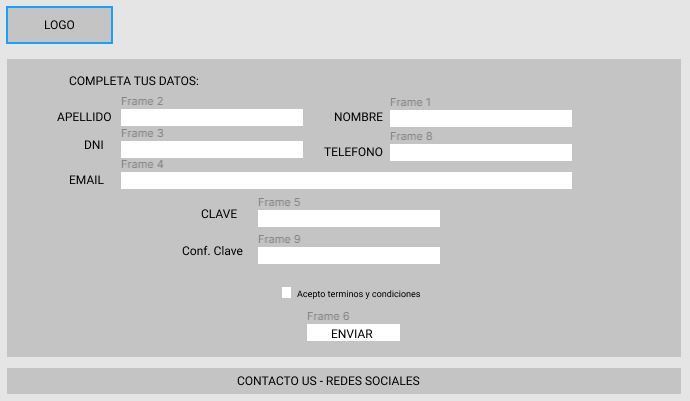 LOGO
COMPLETA TUS DATOS:
Frame 2
Frame 1
APELLIDO
NOMBRE
Frame 3
Frame 8
DNI
TELEFONO
Frame 4
EMAIL
Frame 5
CLAVE
Frame 9
Conf. Clave
Acepto terminos y condiciones
Frame 6
ENVIAR
CONTACTO US - REDES SOCIALES